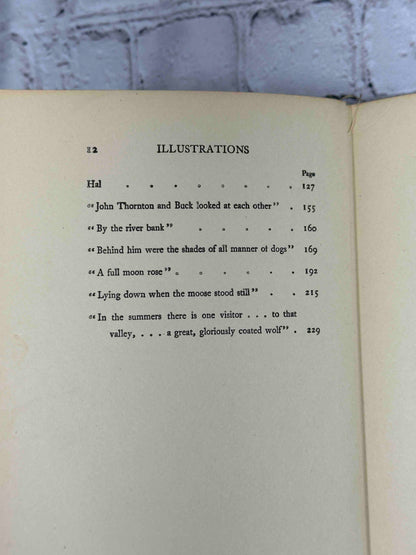 12 ILLUSTRATIONS
Page
Hal . . . . . . . . 127
“John Thornton and Buck looked at each other” . 155
“By the river bank” . . . . . 160
“Behind him were the shades of all manner of dogs” 169
“A full moon rose” . . . . . . 192
“Lying down when the moose stood still” . . 215
“In the summers there is one visitor . . . to that
valley, . . . a great, gloriously coated wolf” . 229